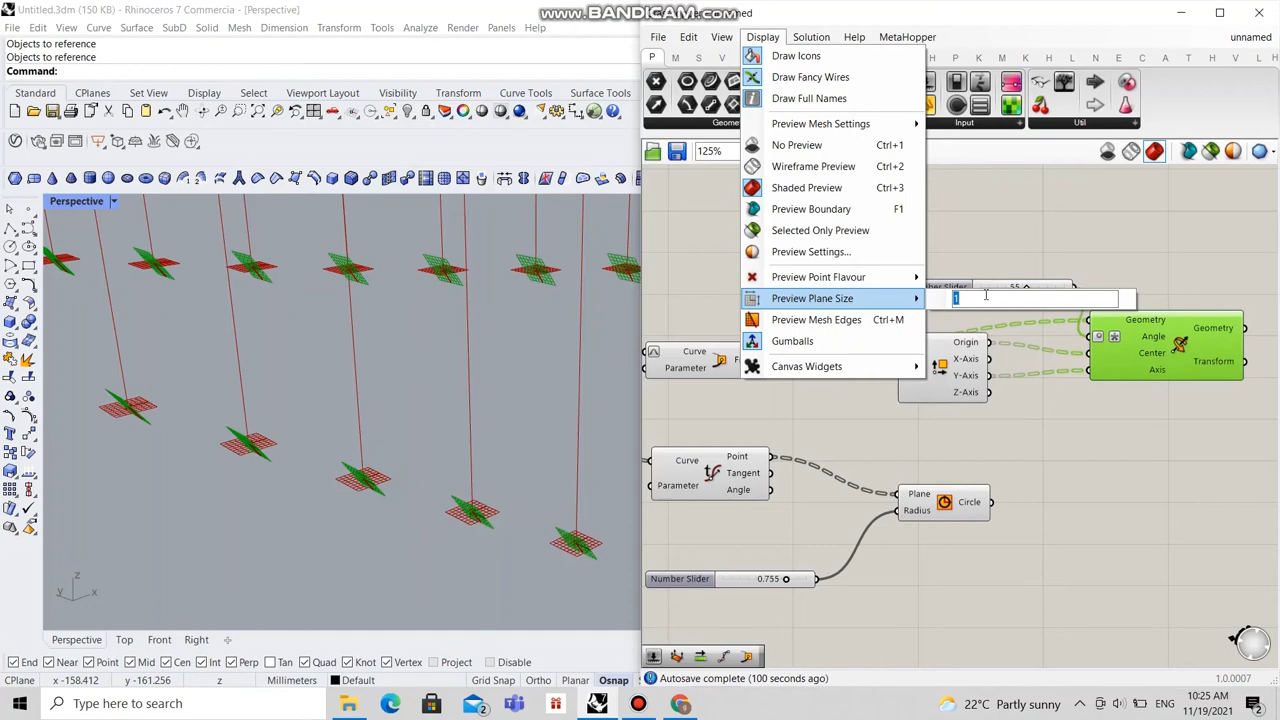 Untitled.3dm (150 KB) - Rhinoceros 7 Commercia
www.BANDICAM.com
unnamed
File Edit View Curve Surface SubD Solid Mesh Dimension Transform Tools Analyze Render Panels
Objects to reference
Objects to reference
Command:
Standard CPlanes Set View Display Select Viewport Layout Visibility Transform Curve Tools Surface Tools
Perspective
z
y x
Perspective Top Front Right
End Near Point Mid Cen Int Perp Tan Quad Knot Vertex Project Disable
CPlane x -158.412 y -161.256 z Millimeters Default Grid Snap Ortho Planar Osnap
File Edit View Display Solution Help MetaHopper unnamed
P M S V K P M K E C D A T H V H
Geom
Input
Util
125%
Draw Icons
Draw Fancy Wires
Draw Full Names
Preview Mesh Settings
No Preview Ctrl+1
Wireframe Preview Ctrl+2
Shaded Preview Ctrl+3
Preview Boundary F1
Selected Only Preview
Preview Settings...
Preview Point Flavour
Preview Plane Size
1
Preview Mesh Edges Ctrl+M
Gumballs
Canvas Widgets
55
Curve
Parameter
Origin
X-Axis
Y-Axis
Z-Axis
Geometry
Angle
Center
Axis
Geometry
Transform
Curve
Parameter
Point
Tangent
Angle
Plane
Radius
Circle
Number Slider 0.755
Autosave complete (100 seconds ago)
1.0.0007
Type here to search
22°C Partly sunny
ENG
10:25 AM
11/19/2021